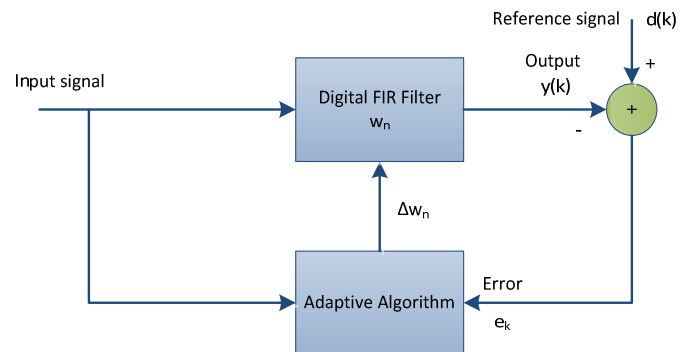 Reference signal d(k)
+
Input signal
Output
y(k)
Digital FIR Filter
wₙ
+
-
Δwₙ
Adaptive Algorithm
Error
eₖ